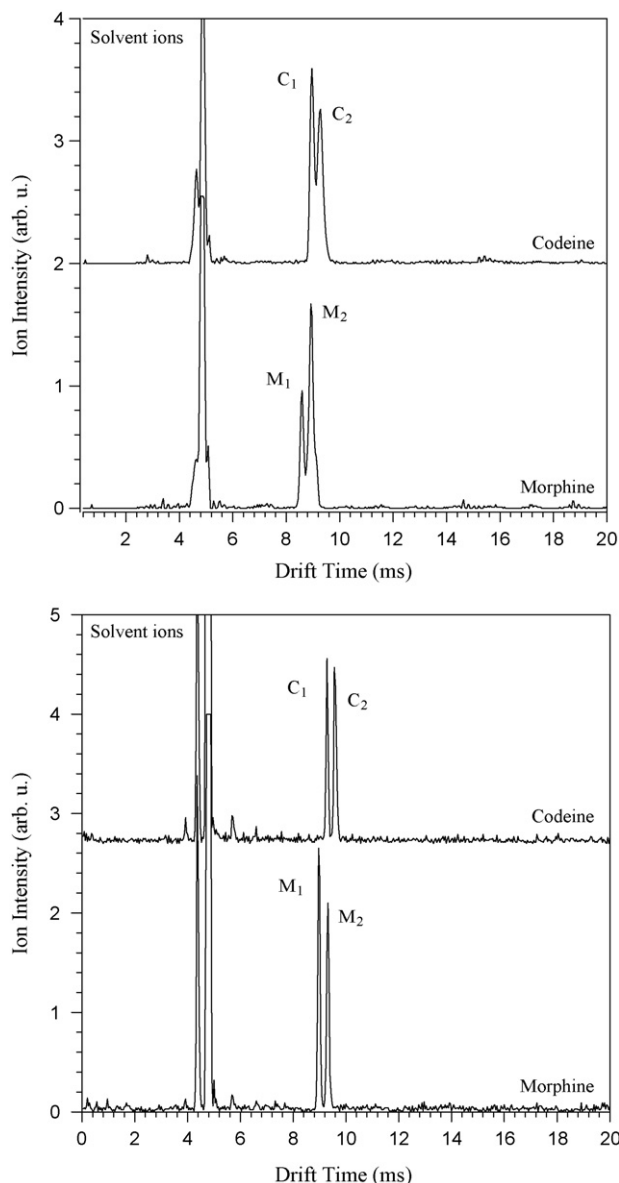 4
Solvent ions
C₁
C₂
3
Codeine
Ion Intensity (arb. u.)
2
M₂
M₁
1
Morphine
0
2 4 6 8 10 12 14 16 18 20
Drift Time (ms)
5
Solvent ions
C₁
C₂
4
Codeine
3
Ion Intensity (arb. u.)
M₁
M₂
2
1
Morphine
0
0 2 4 6 8 10 12 14 16 18 20
Drift Time (ms)